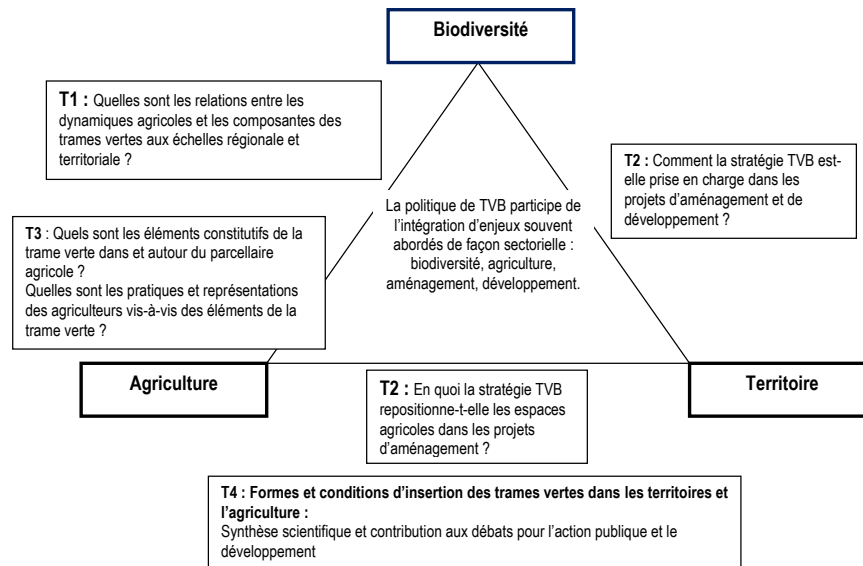 Biodiversité
T1 : Quelles sont les relations entre les
dynamiques agricoles et les composantes des
trames vertes aux échelles régionale et
territoriale ?
T2 : Comment la stratégie TVB est-
elle prise en charge dans les
projets d'aménagement et de
développement ?
La politique de TVB participe de
l'intégration d'enjeux souvent
abordés de façon sectorielle :
biodiversité, agriculture,
aménagement, développement.
T3 : Quels sont les éléments constitutifs de la
trame verte dans et autour du parcellaire
agricole ?
Quelles sont les pratiques et représentations
des agriculteurs vis-à-vis des éléments de la
trame verte ?
Agriculture
T2 : En quoi la stratégie TVB
repositionne-t-elle les espaces
agricoles dans les projets
d'aménagement ?
Territoire
T4 : Formes et conditions d'insertion des trames vertes dans les territoires et
l'agriculture :
Synthèse scientifique et contribution aux débats pour l'action publique et le
développement